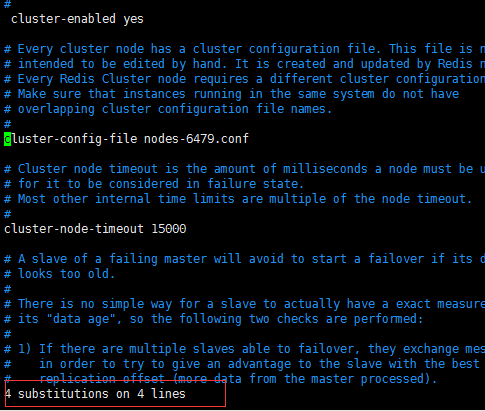 #
 cluster-enabled yes

# Every cluster node has a cluster configuration file. This file is n
# intended to be edited by hand. It is created and updated by Redis n
# Every Redis Cluster node requires a different cluster configuration
# Make sure that instances running in the same system do not have
# overlapping cluster configuration file names.
#
cluster-config-file nodes-6479.conf

# Cluster node timeout is the amount of milliseconds a node must be u
# for it to be considered in failure state.
# Most other internal time limits are multiple of the node timeout.
#
cluster-node-timeout 15000

# A slave of a failing master will avoid to start a failover if its d
# looks too old.
#
# There is no simple way for a slave to actually have a exact measure
# its "data age", so the following two checks are performed:
#
# 1) If there are multiple slaves able to failover, they exchange mes
#    in order to try to give an advantage to the slave with the best
#    replication offset (more data from the master processed).
4 substitutions on 4 lines